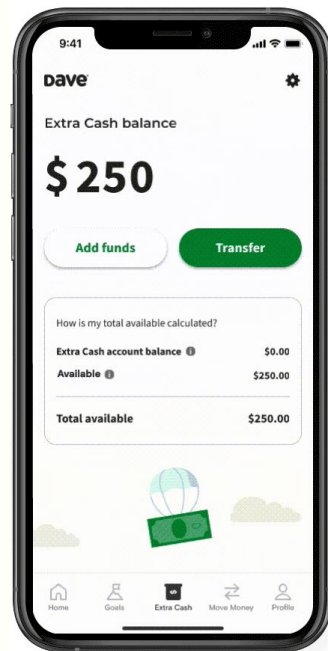 9:41
Dave
Extra Cash balance
$250
Add funds
Transfer
How is my total available calculated?
Extra Cash account balance $0.00
Available $250.00
Total available $250.00
Home
Goals
Extra Cash
Move Money
Profile